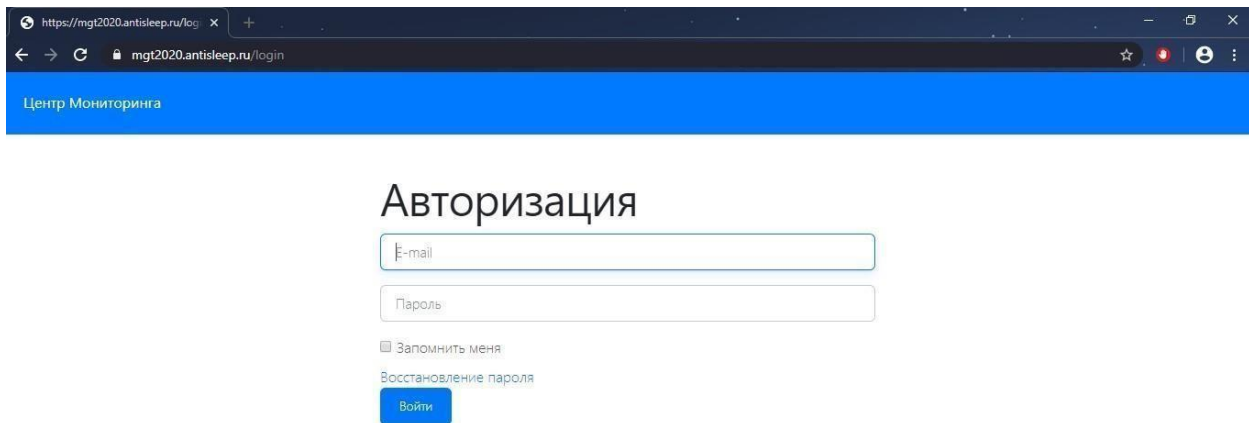 https://mgt2020.antisleep.ru/log
mgt2020.antisleep.ru/login
Центр Мониторинга
Авторизация
E-mail
Пароль
Запомнить меня
Восстановление пароля
Войти